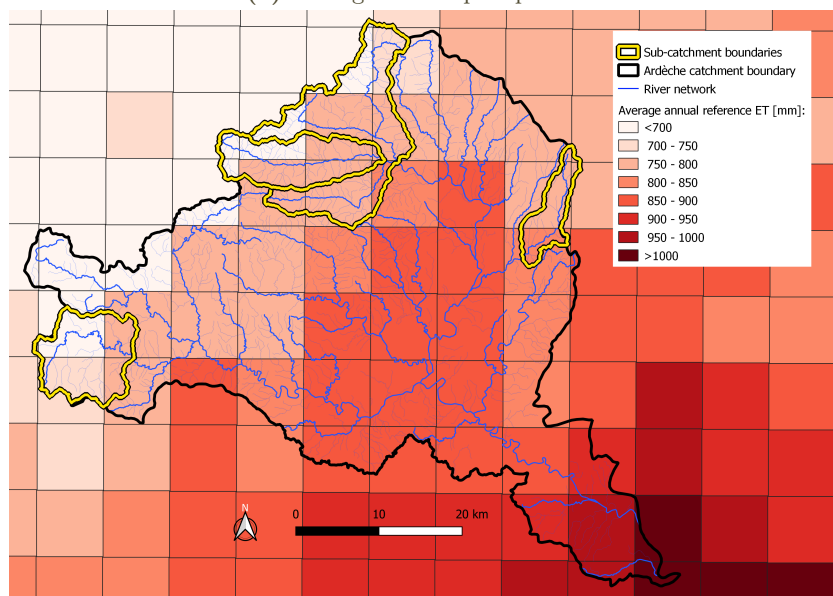 Sub-catchment boundaries
Ardèche catchment boundary
River network
Average annual reference ET [mm]:
<700
700 - 750
750 - 800
800 - 850
850 - 900
900 - 950
950 - 1000
>1000
N
0 10 20 km